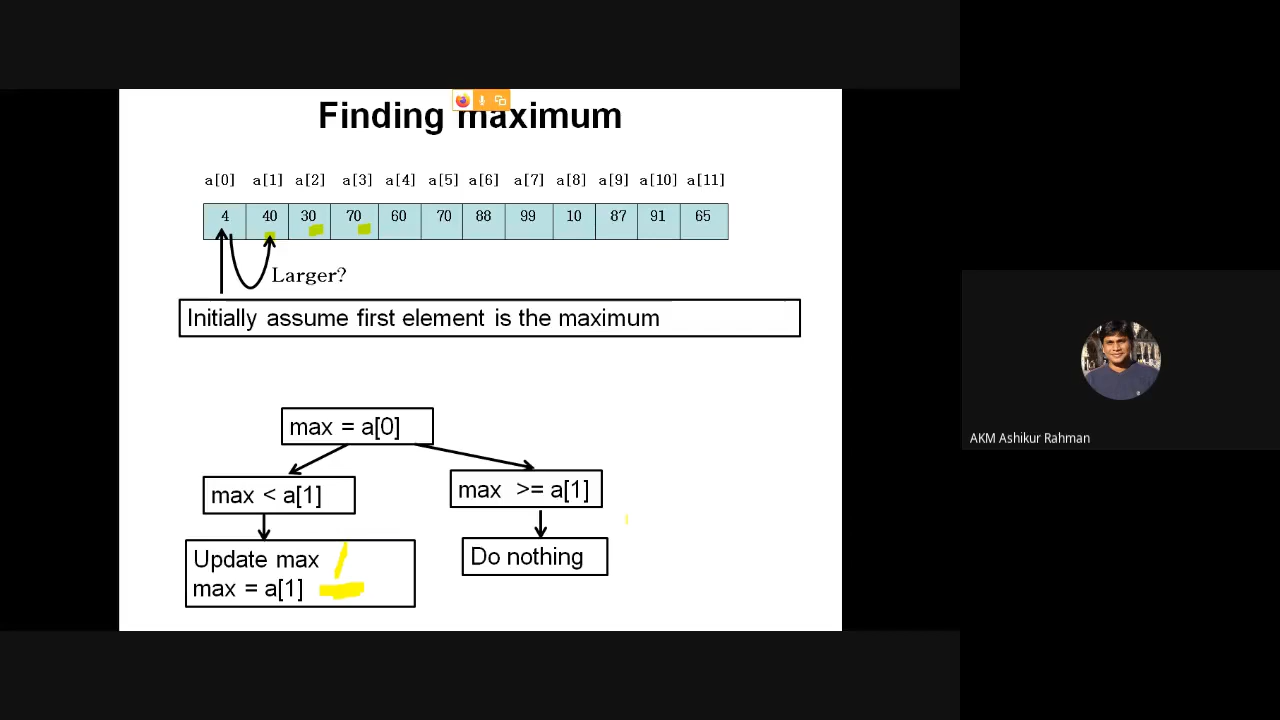 Finding maximum
a[0] a[1] a[2] a[3] a[4] a[5] a[6] a[7] a[8] a[9] a[10] a[11]
4 40 30 70 60 70 88 99 10 87 91 65
Larger?
Initially assume first element is the maximum
max = a[0]
max < a[1]
max >= a[1]
Update max
max = a[1]
Do nothing
AKM Ashikur Rahman